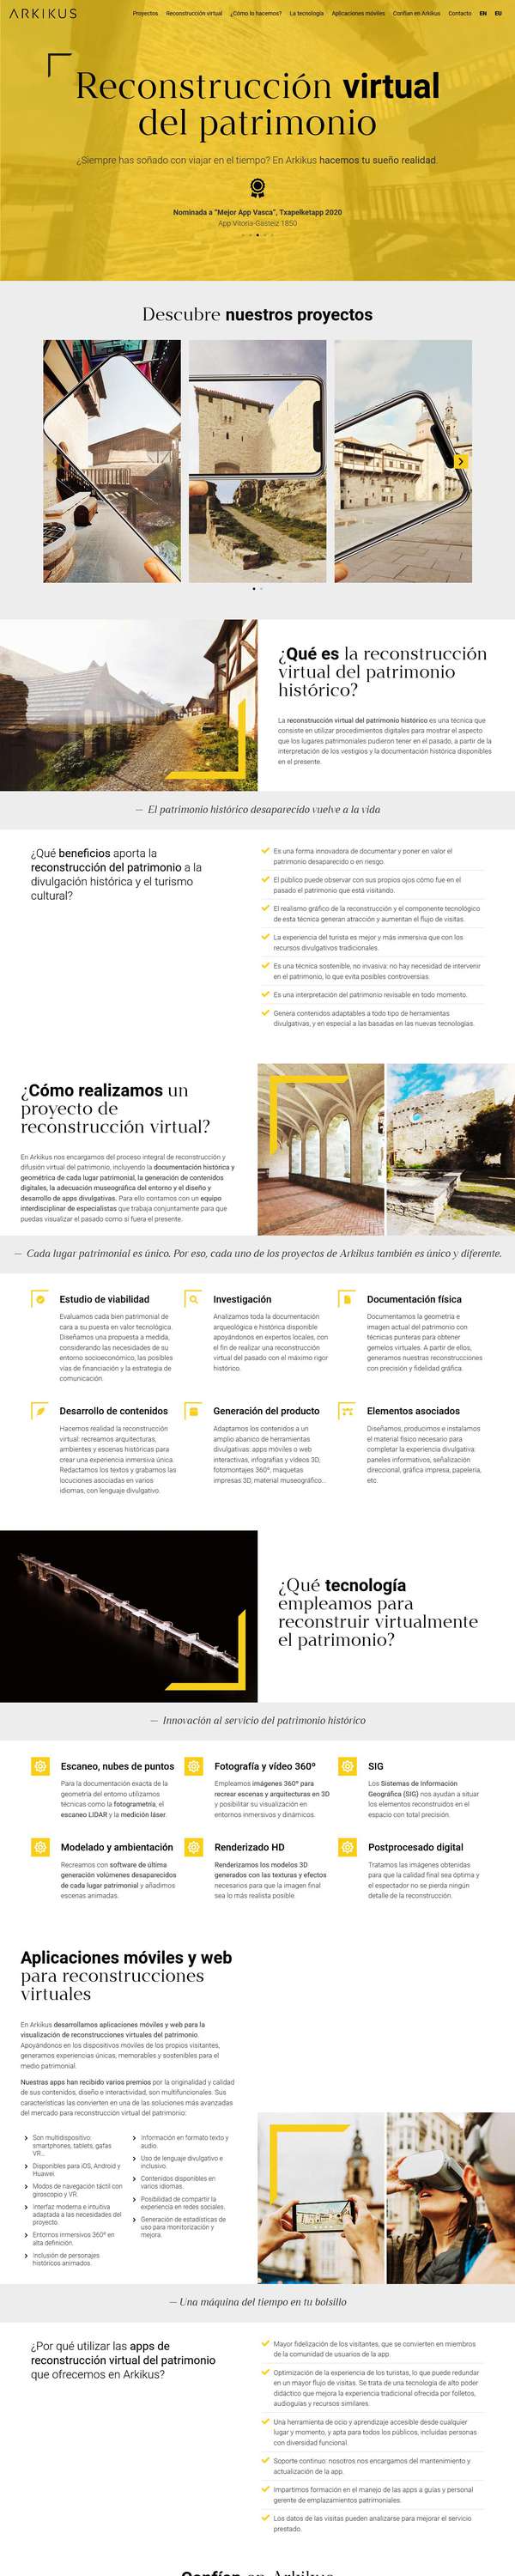 ARKIKUS
Proyectos Reconstrucción virtual ¿Cómo lo hacemos? La tecnología Aplicaciones móviles Confían en Arkikus Contacto EN EU
Reconstrucción virtual
del patrimonio
¿Siempre has soñado con viajar en el tiempo? En Arkikus hacemos tu sueño realidad.
Nominada a "Mejor App Vasca", Txapelketapp 2020
App Vitoria-Gasteiz 1850
Descubre nuestros proyectos
¿Qué es la reconstrucción
virtual del patrimonio
histórico?
La reconstrucción virtual del patrimonio histórico es una técnica que
consiste en utilizar procedimientos digitales para mostrar el aspecto
que los lugares patrimoniales pudieron tener en el pasado, a partir de la
interpretación de los vestigios y la documentación histórica disponibles
en el presente.
— El patrimonio histórico desaparecido vuelve a la vida
¿Qué beneficios aporta la
reconstrucción del patrimonio a la
divulgación histórica y el turismo
cultural?
Es una forma innovadora de documentar y poner en valor el
patrimonio desaparecido o en riesgo.
El público puede observar con sus propios ojos cómo fue en el
pasado el patrimonio que está visitando.
El realismo gráfico de la reconstrucción y el componente tecnológico
de esta técnica generan atracción y aumentan el flujo de visitas.
La experiencia del turista es mejor y más inmersiva que con los
recursos divulgativos tradicionales.
Es una técnica sostenible, no invasiva: no hay necesidad de intervenir
en el patrimonio, lo que evita posibles controversias.
Es una interpretación del patrimonio revisable en todo momento.
Genera contenidos adaptables a todo tipo de herramientas
divulgativas, y en especial a las basadas en las nuevas tecnologías.
¿Cómo realizamos un
proyecto de
reconstrucción virtual?
En Arkikus nos encargamos del proceso integral de reconstrucción y
difusión virtual del patrimonio, incluyendo la documentación histórica y
geométrica de cada lugar patrimonial, la generación de contenidos
digitales, la adecuación museográfica del entorno y el diseño y
desarrollo de apps divulgativas. Para ello contamos con un equipo
interdisciplinar de especialistas que trabaja conjuntamente para que
puedas visualizar el pasado como si fuera el presente.
— Cada lugar patrimonial es único. Por eso, cada uno de los proyectos de Arkikus también es único y diferente.
Estudio de viabilidad
Evaluamos cada bien patrimonial de
cara a su puesta en valor tecnológica.
Diseñamos una propuesta a medida,
considerando las necesidades de su
entorno socioeconómico, las posibles
vías de financiación y la estrategia de
comunicación.
Investigación
Analizamos toda la documentación
arqueológica e histórica disponible
apoyándonos en expertos locales, con
el fin de realizar una reconstrucción
virtual del pasado con el máximo rigor
histórico.
Documentación física
Documentamos la geometría e
imagen actual del patrimonio con
técnicas punteras para obtener
gemelos virtuales. A partir de ellos,
generamos nuestras reconstrucciones
con precisión y fidelidad gráfica.
Desarrollo de contenidos
Hacemos realidad la reconstrucción
virtual: recreamos arquitecturas,
ambientes y escenas históricas para
crear una experiencia inmersiva única.
Redactamos los textos y grabamos las
locuciones asociadas en varios
idiomas, con lenguaje divulgativo.
Generación del producto
Adaptamos los contenidos a un
amplio abanico de herramientas
divulgativas: apps móviles o web
interactivas, infografías y vídeos 3D,
fotomontajes 360º, maquetas
impresas 3D, material museográfico...
Elementos asociados
Diseñamos, producimos e instalamos
el material físico necesario para
completar la experiencia divulgativa:
paneles informativos, señalización
direccional, gráfica impresa, papelería,
etc.
¿Qué tecnología
empleamos para
reconstruir virtualmente
el patrimonio?
— Innovación al servicio del patrimonio histórico
Escaneo, nubes de puntos
Para la documentación exacta de la
geometría del entorno utilizamos
técnicas como la fotogrametría, el
escaneo LIDAR y la medición láser.
Fotografía y vídeo 360º
Empleamos imágenes 360º para
recrear escenas y arquitecturas en 3D
y posibilitar su visualización en
entornos inmersivos y dinámicos.
SIG
Los Sistemas de Información
Geográfica (SIG) nos ayudan a situar
los elementos reconstruidos en el
espacio con total precisión.
Modelado y ambientación
Recreamos con software de última
generación volúmenes desaparecidos
de cada lugar patrimonial y añadimos
escenas animadas.
Renderizado HD
Renderizamos los modelos 3D
generados con las texturas y efectos
necesarios para que la imagen final
sea lo más realista posible.
Postprocesado digital
Tratamos las imágenes obtenidas
para que la calidad final sea óptima y
el espectador no se pierda ningún
detalle de la reconstrucción.
Aplicaciones móviles y web
para reconstrucciones
virtuales
En Arkikus desarrollamos aplicaciones móviles y web para la
visualización de reconstrucciones virtuales del patrimonio.
Apoyándonos en los dispositivos móviles de los propios visitantes,
generamos experiencias únicas, memorables y sostenibles para el
medio patrimonial.
Nuestras apps han recibido varios premios por la originalidad y calidad
de sus contenidos, diseño e interactividad, son multifuncionales. Sus
características las convierten en una de las soluciones más avanzadas
del mercado para reconstrucción virtual del patrimonio:
Son multidispositivo:
smartphones, tablets, gafas
VR...
Disponibles para iOS, Android y
Huawei.
Modos de navegación táctil con
giroscopio y VR.
Interfaz moderna e intuitiva
adaptada a las necesidades del
proyecto.
Entornos inmersivos 360º en
alta definición.
Inclusión de personajes
históricos animados.
Información en formato texto y
audio.
Uso de lenguaje divulgativo e
inclusivo.
Contenidos disponibles en
varios idiomas.
Posibilidad de compartir la
experiencia en redes sociales.
Generación de estadísticas de
uso para monitorización y
mejora.
— Una máquina del tiempo en tu bolsillo
¿Por qué utilizar las apps de
reconstrucción virtual del patrimonio
que ofrecemos en Arkikus?
Mayor fidelización de los visitantes, que se convierten en miembros
de la comunidad de usuarios de la app.
Optimización de la experiencia de los turistas, lo que puede redundar
en un mayor flujo de visitas. Se trata de una tecnología de alto poder
didáctico que mejora la experiencia tradicional ofrecida por folletos,
audioguías y recursos similares.
Una herramienta de ocio y aprendizaje accesible desde cualquier
lugar y momento, y apta para todos los públicos, incluidas personas
con diversidad funcional.
Soporte continuo: nosotros nos encargamos del mantenimiento y
actualización de la app.
Impartimos formación en el manejo de las apps a guías y personal
gerente de emplazamientos patrimoniales.
Los datos de las visitas pueden analizarse para mejorar el servicio
prestado.
Confían en Arkikus